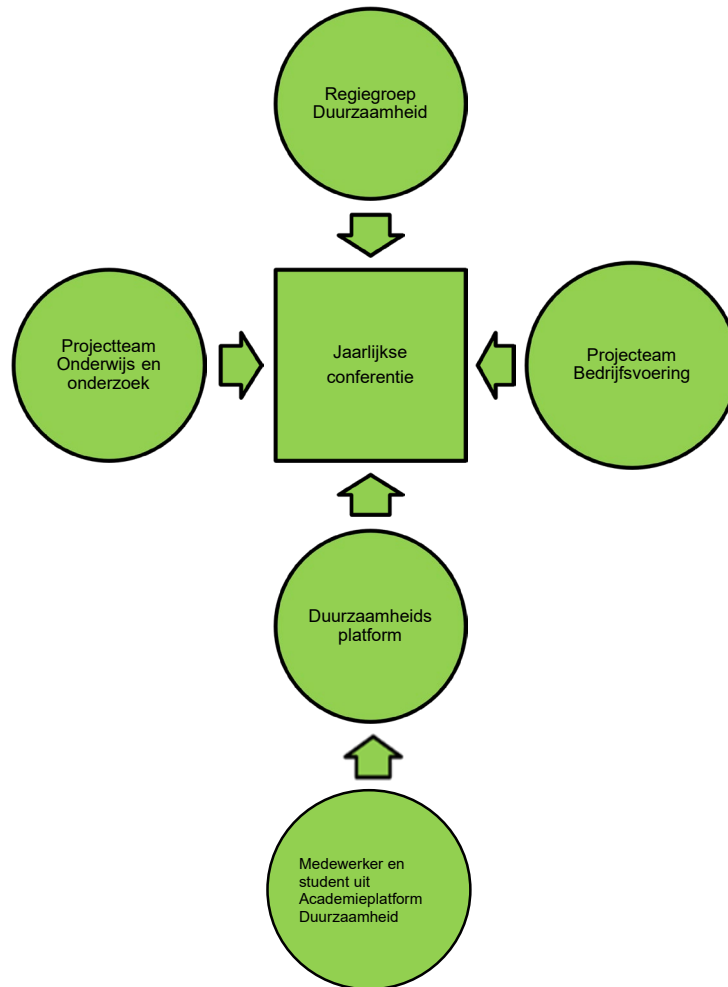 Regiegroep
Duurzaamheid
Projectteam
Onderwijs en
onderzoek
Jaarlijkse
conferentie
Projecteam
Bedrijfsvoering
Duurzaamheids
platform
Medewerker en
student uit
Academieplatform
Duurzaamheid